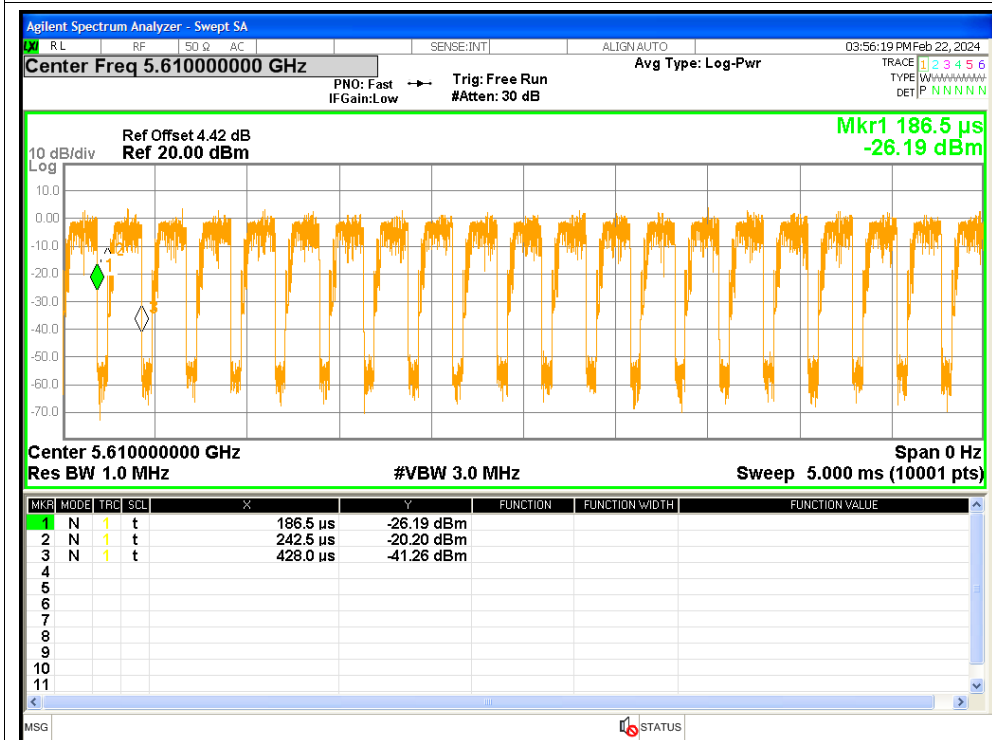 Agilent Spectrum Analyzer - Swept SA
LXI RL RF 50 Ω AC SENSE:INT ALIGN AUTO 03:56:19 PM Feb 22, 2024
Center Freq 5.610000000 GHz Avg Type: Log-Pwr TRACE 1 2 3 4 5 6
PNO: Fast Trig: Free Run TYPE W
IFGain:Low #Atten: 30 dB DET P N N N N N
Mkr1 186.5 µs
Ref Offset 4.42 dB
10 dB/div Ref 20.00 dBm -26.19 dBm
Log
10.0
0.00
-10.0
-20.0
-30.0
-40.0
-50.0
-60.0
-70.0
1
2
3
Center 5.610000000 GHz Span 0 Hz
Res BW 1.0 MHz #VBW 3.0 MHz Sweep 5.000 ms (10001 pts)
MKR MODE TRC SCL X Y FUNCTION FUNCTION WIDTH FUNCTION VALUE
1 N 1 t 186.5 µs -26.19 dBm
2 N 1 t 242.5 µs -20.20 dBm
3 N 1 t 428.0 µs -41.26 dBm
4
5
6
7
8
9
10
11
MSG STATUS